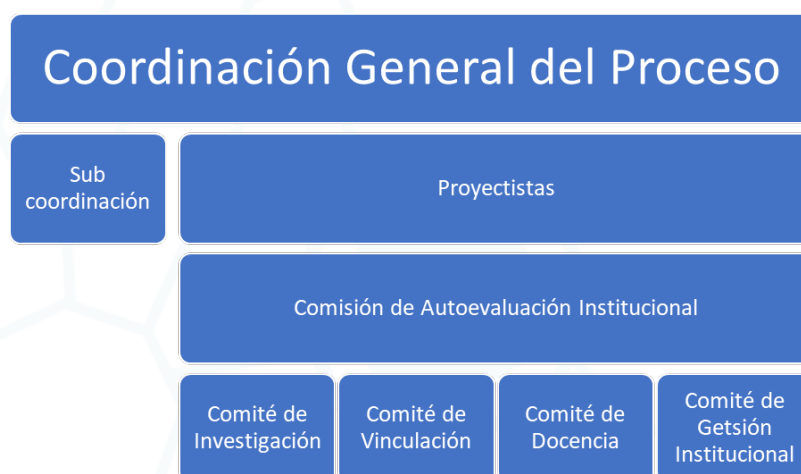 Coordinación General del Proceso
Sub
coordinación
Proyectistas
Comisión de Autoevaluación Institucional
Comité de
Investigación
Comité de
Vinculación
Comité de
Docencia
Comité de
Getsión
Institucional